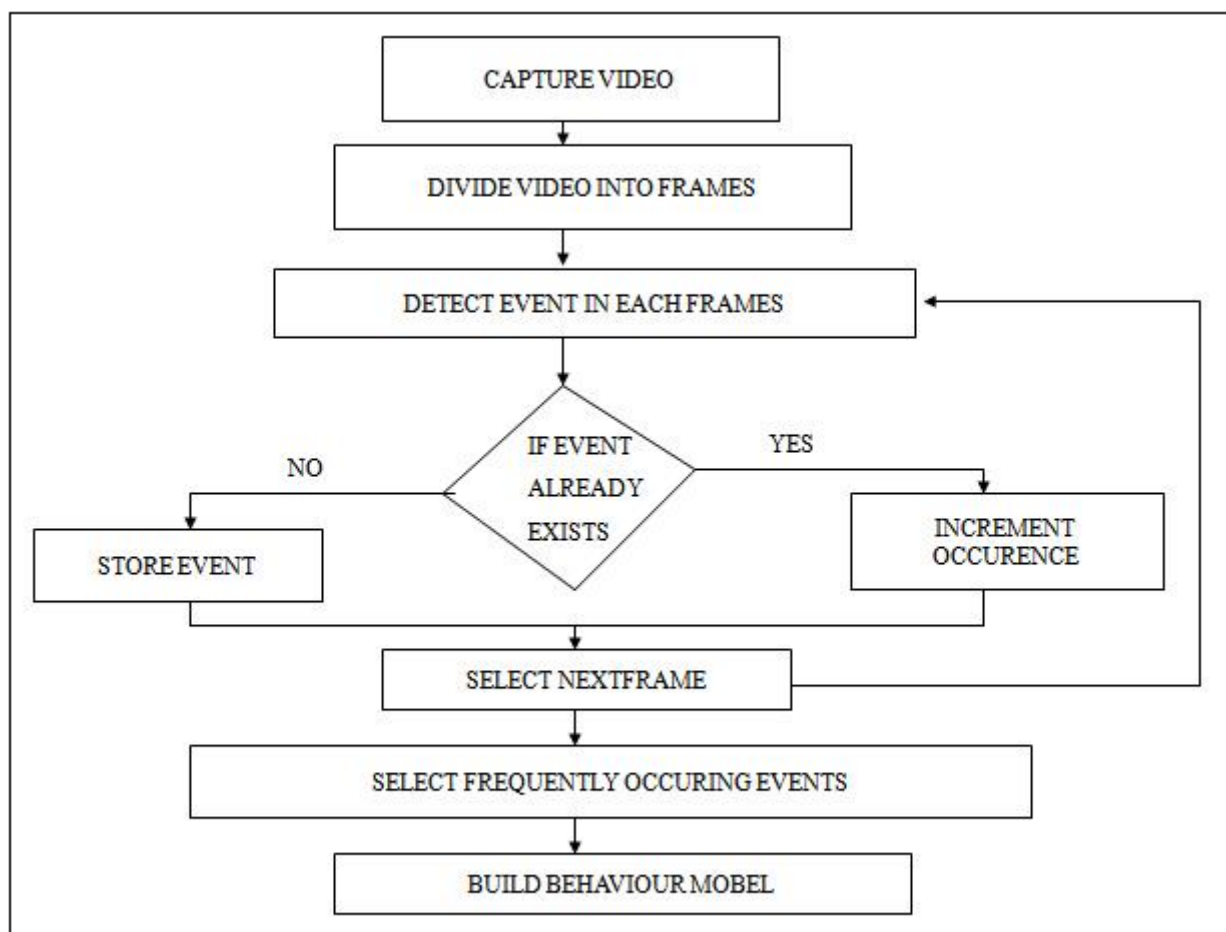 CAPTURE VIDEO
DIVIDE VIDEO INTO FRAMES
DETECT EVENT IN EACH FRAMES
IF EVENT
ALREADY
EXISTS
NO
YES
STORE EVENT
INCREMENT
OCCURENCE
SELECT NEXTFRAME
SELECT FREQUENTLY OCCURING EVENTS
BUILD BEHAVIOUR MOBEL